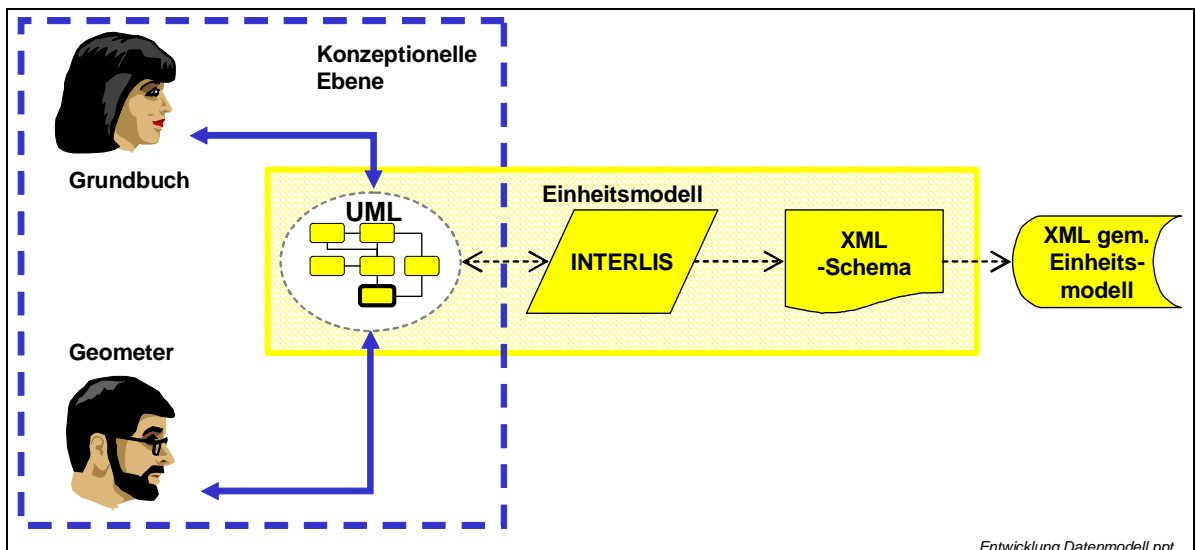 Konzeptionelle
Ebene
Grundbuch
Einheitsmodell
UML
INTERLIS
XML
-Schema
XML gem.
Einheits-
modell
Geometer
Entwicklung Datenmodell.ppt